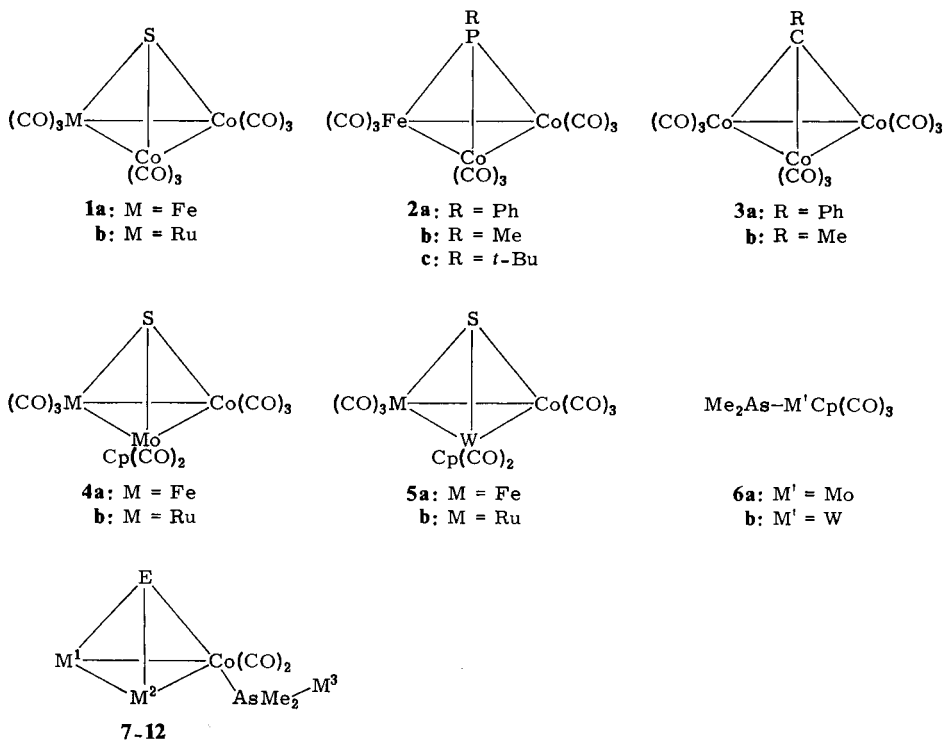 S
(CO)₃M Co(CO)₃
Co
(CO)₃
1a: M = Fe
b: M = Ru
R
P
(CO)₃Fe Co(CO)₃
Co
(CO)₃
2a: R = Ph
b: R = Me
c: R = t-Bu
R
C
(CO)₃Co Co(CO)₃
Co
(CO)₃
3a: R = Ph
b: R = Me
S
(CO)₃M Co(CO)₃
Mo
Cp(CO)₂
4a: M = Fe
b: M = Ru
S
(CO)₃M Co(CO)₃
W
Cp(CO)₂
5a: M = Fe
b: M = Ru
Me₂As–M'Cp(CO)₃
6a: M' = Mo
b: M' = W
E
M¹ Co(CO)₂
M² AsMe₂ M³
7-12